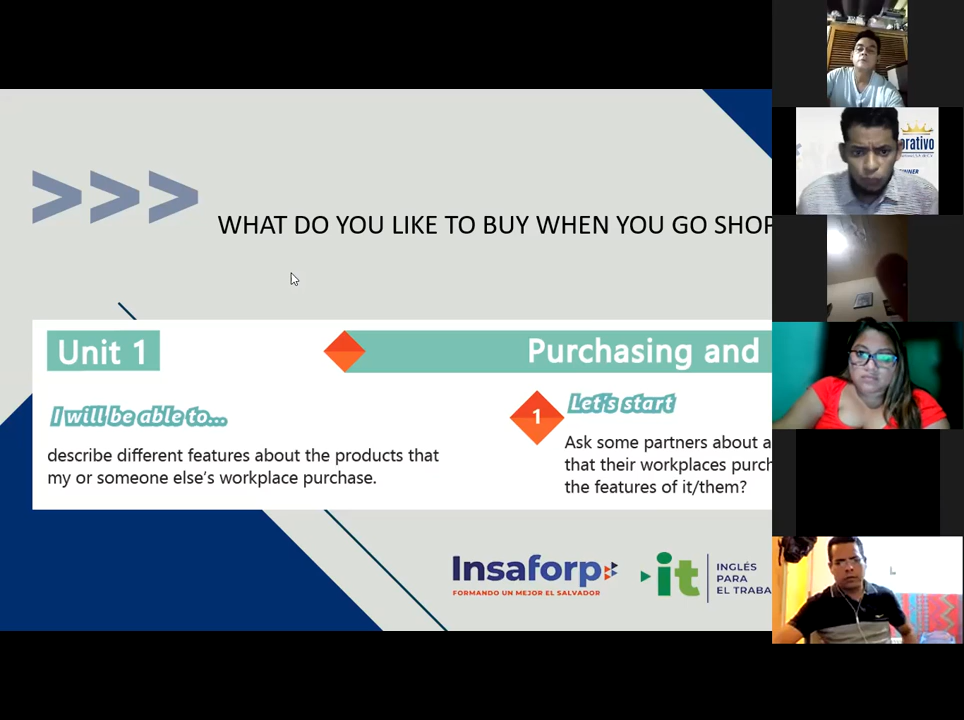 >>>
WHAT DO YOU LIKE TO BUY WHEN YOU GO SHOP
Unit 1
Purchasing and
I will be able to...
describe different features about the products that
my or someone else's workplace purchase.
1
Let's start
Ask some partners about a
that their workplaces purch
the features of it/them?
Insaforp
FORMANDO UN MEJOR EL SALVADOR
it
INGLÉS
PARA
EL TRABA
orativo